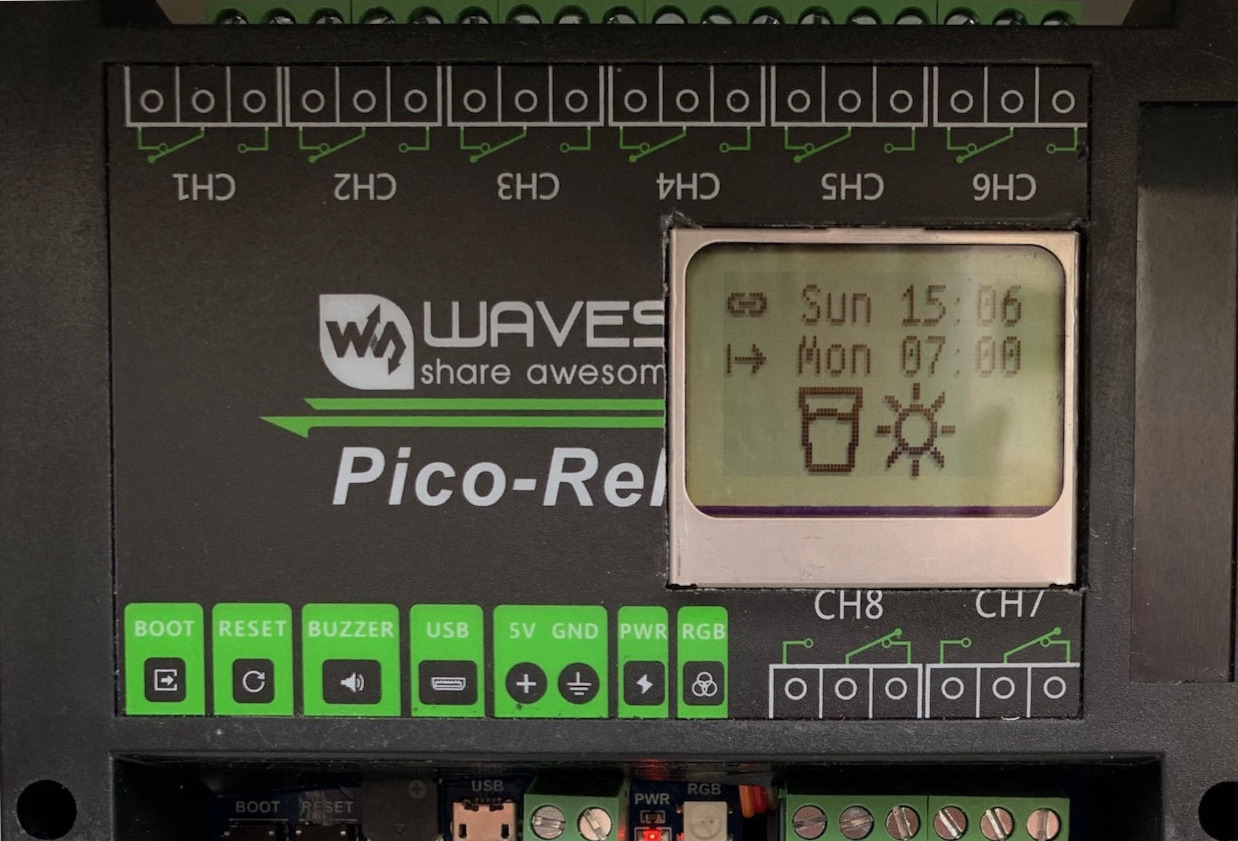 CH1 CH2 CH3 CH4 CH5 CH6
Sun 15:06
Mon 07:00
WAVES
share awesom
Pico-Rel
CH8 CH7
BOOT RESET BUZZER USB 5V GND PWR RGB
BOOT RESET USB PWR RGB